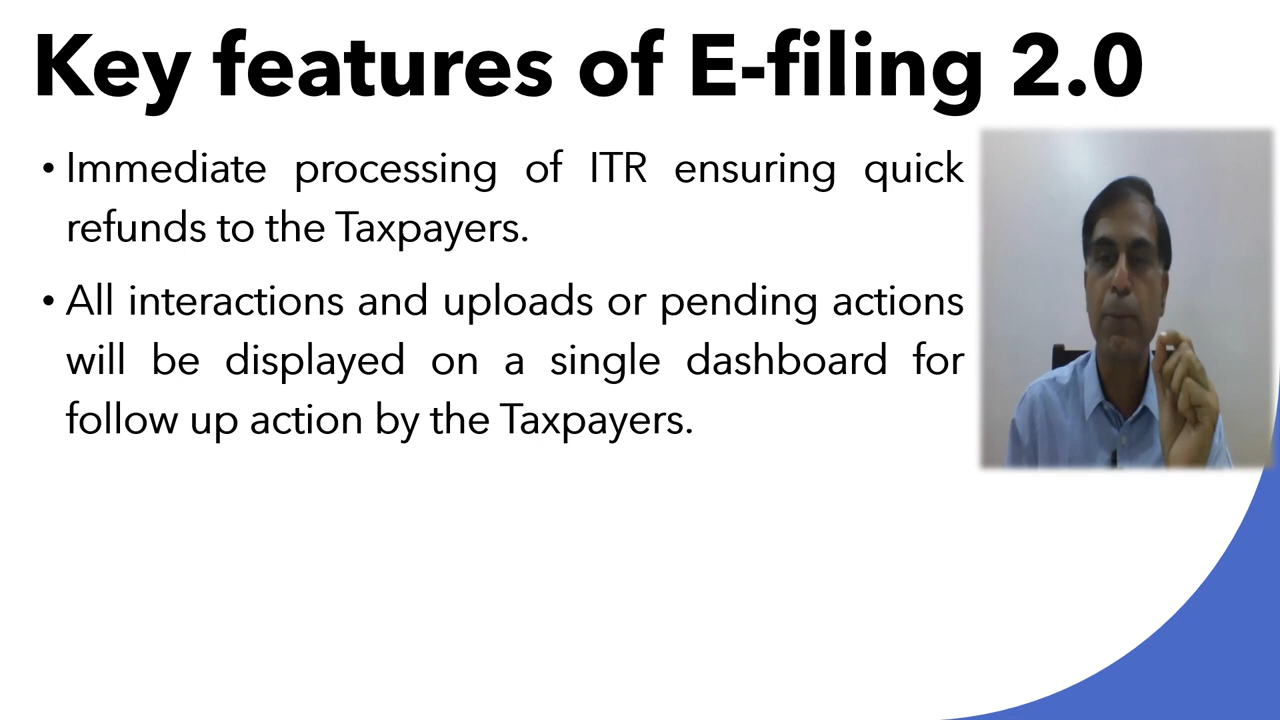 Key features of E-filing 2.0
• Immediate processing of ITR ensuring quick
refunds to the Taxpayers.
• All interactions and uploads or pending actions
will be displayed on a single dashboard for
follow up action by the Taxpayers.